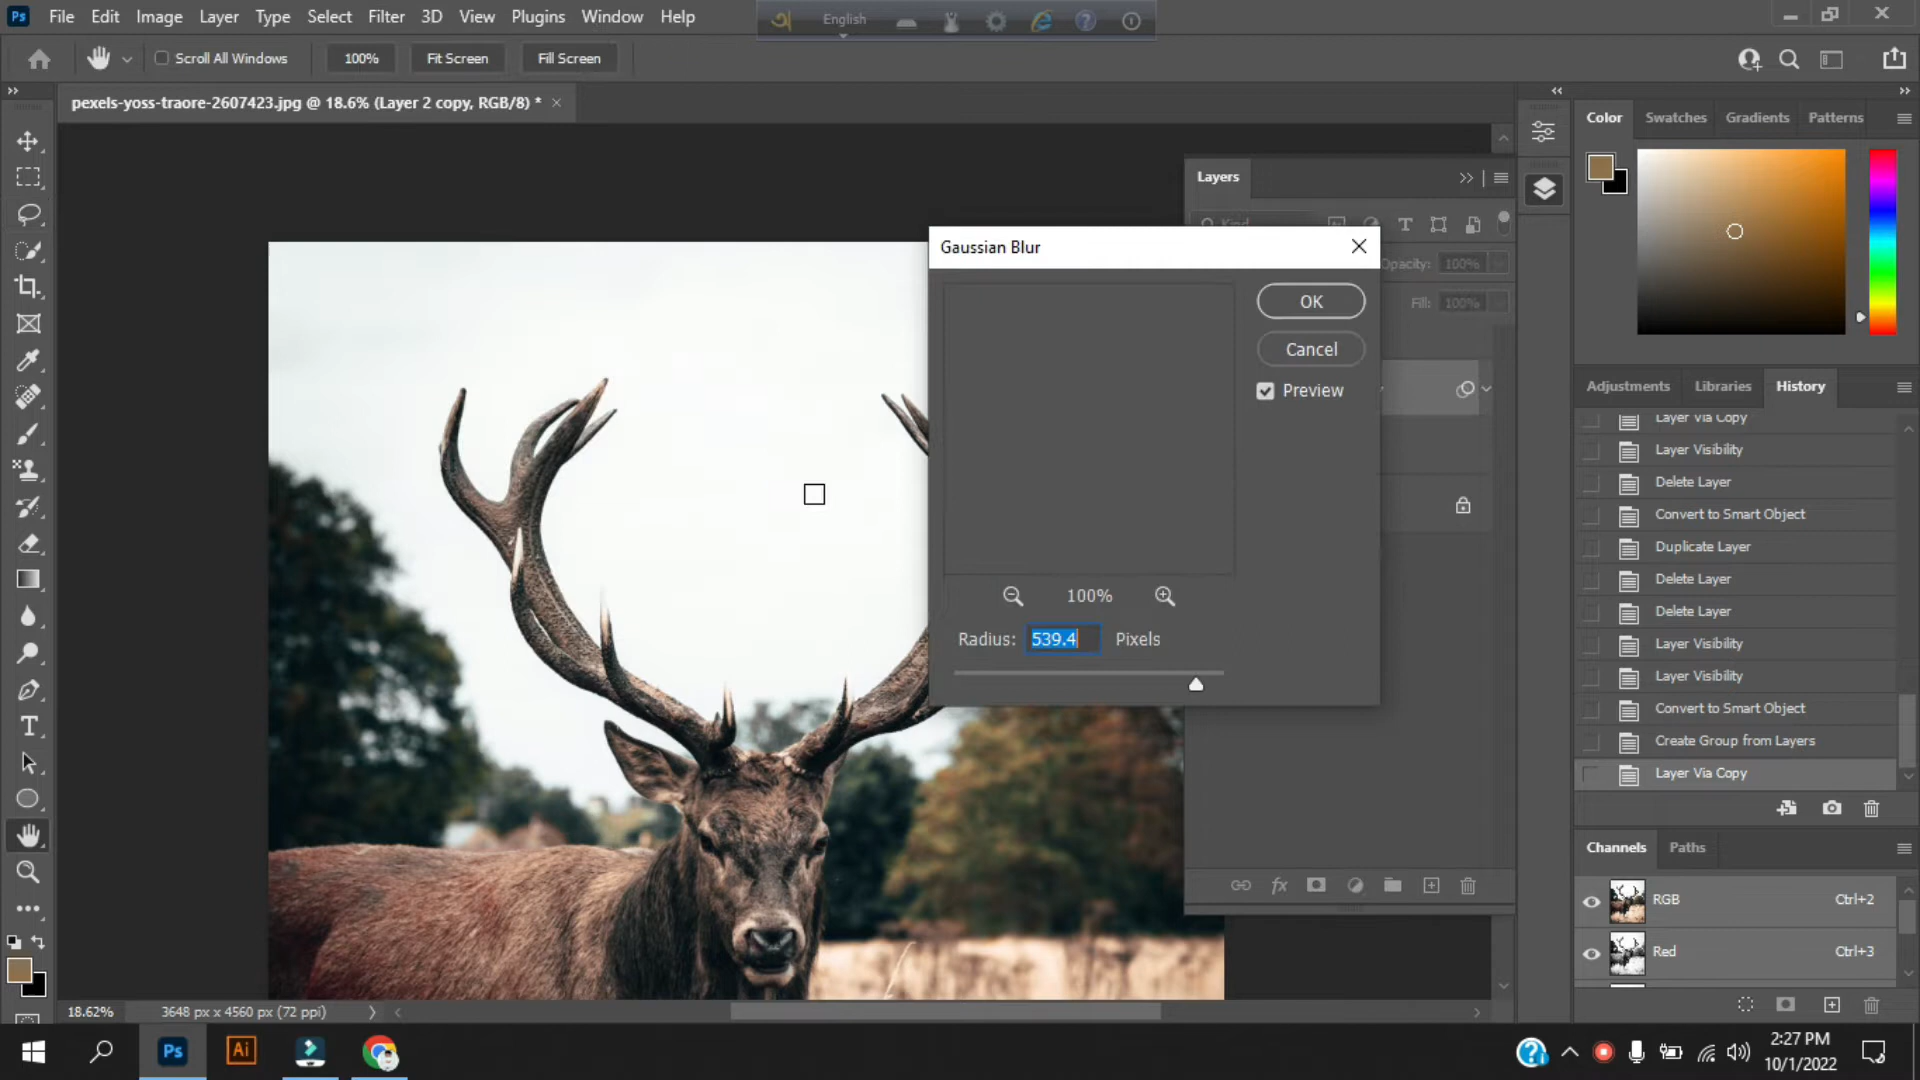 Ps File Edit Image Layer Type Select Filter 3D View Plugins Window Help
অ English
Scroll All Windows 100% Fit Screen Fill Screen
pexels-yoss-traore-2607423.jpg @ 18.6% (Layer 2 copy, RGB/8) * ×
Color Swatches Gradients Patterns
Layers
Kind
Gaussian Blur
Opacity: 100%
OK
Fill: 100%
Cancel
Preview
100%
Radius: 539.4 Pixels
Adjustments Libraries History
Layer Via Copy
Layer Visibility
Delete Layer
Convert to Smart Object
Duplicate Layer
Delete Layer
Delete Layer
Layer Visibility
Layer Visibility
Convert to Smart Object
Create Group from Layers
Layer Via Copy
fx
Channels Paths
RGB Ctrl+2
Red Ctrl+3
18.62% 3648 px x 4560 px (72 ppi)
Ps Ai
2:27 PM
10/1/2022